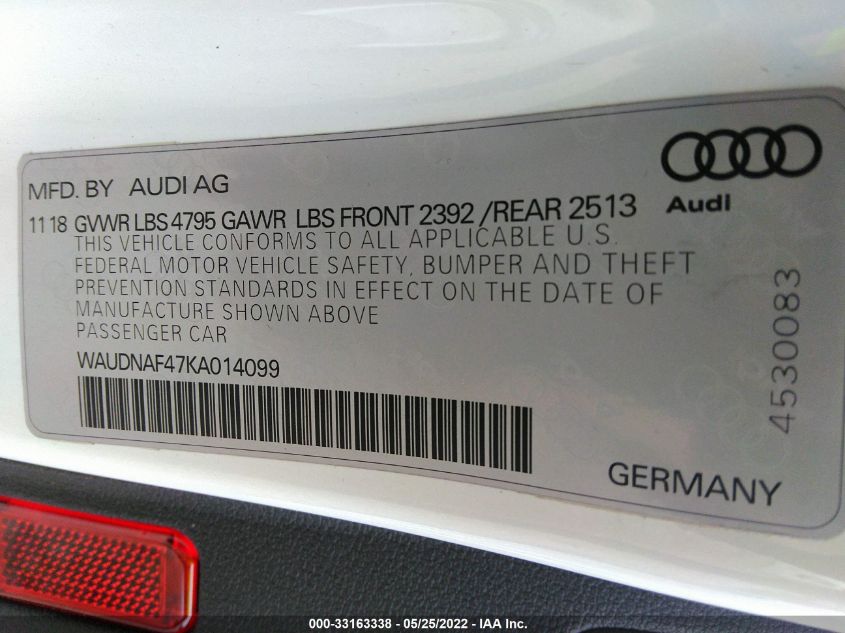 MFD. BY AUDI AG
Audi
11 18 GVWR LBS 4795 GAWR LBS FRONT 2392 /REAR 2513
THIS VEHICLE CONFORMS TO ALL APPLICABLE U.S.
FEDERAL MOTOR VEHICLE SAFETY, BUMPER AND THEFT
PREVENTION STANDARDS IN EFFECT ON THE DATE OF
MANUFACTURE SHOWN ABOVE
PASSENGER CAR
WAUDNAF47KA014099
4530083
GERMANY
000-33163338 - 05/25/2022 - IAA Inc.